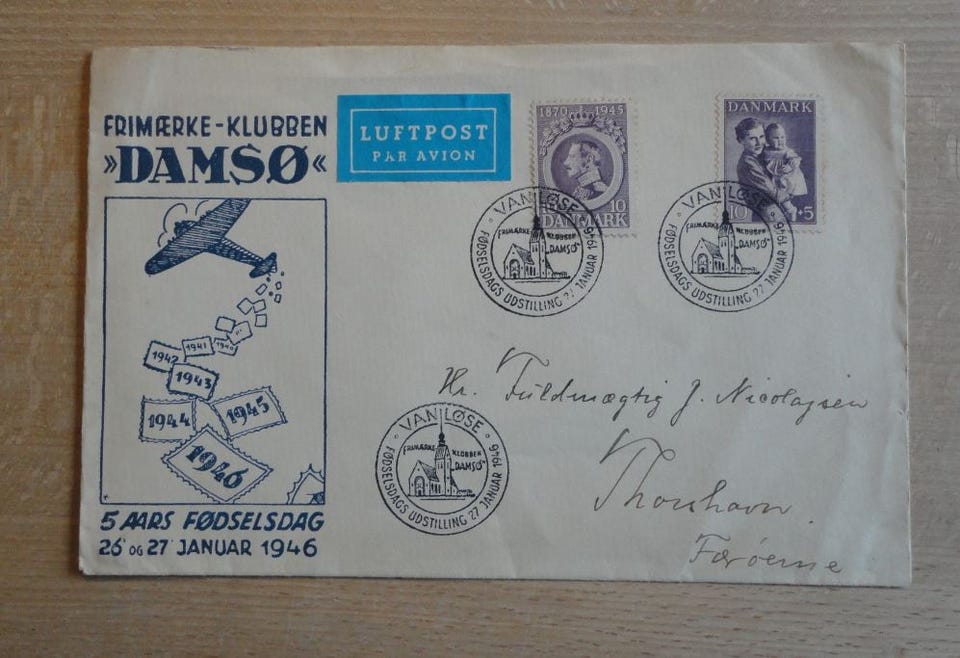 FRIMÆRKE-KLUBBEN
»DAMSØ«
1940
1941
1942
1943
1944
1945
1946
5 AARS FØDSELSDAG
26' OG 27' JANUAR 1946
LUFTPOST
PAR AVION
1870 1945
10
DANMARK
DANMARK
10 +5
VANLØSE
FRIMÆRKE KLUBBEN
"DAMSØ"
FØDSELSDAGS UDSTILLING 27 JANUAR 1946
VANLØSE
FRIMÆRKE KLUBBEN
"DAMSØ"
FØDSELSDAGS UDSTILLING 27 JANUAR 1946
Hr. Fuldmægtig J. Nicolajsen
Thorshavn.
Færöerne
VANLØSE
FRIMÆRKE KLUBBEN
"DAMSØ"
FØDSELSDAGS UDSTILLING 27 JANUAR 1946